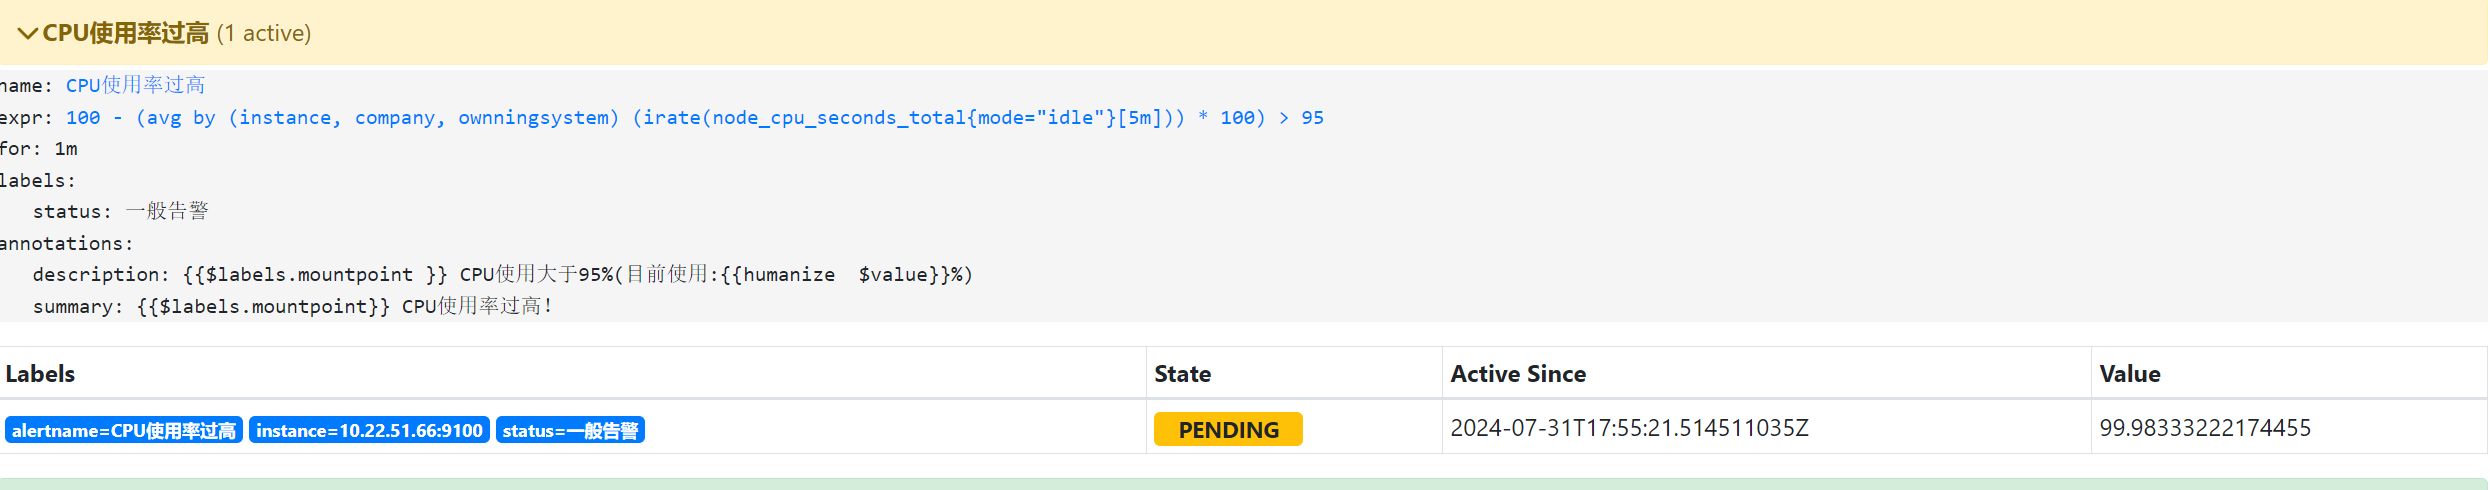 CPU使用率过高 (1 active)
name: CPU使用率过高
expr: 100 - (avg by (instance, company, ownningsystem) (irate(node_cpu_seconds_total{mode="idle"}[5m])) * 100) > 95
for: 1m
labels:
status: 一般告警
annotations:
description: {{$labels.mountpoint }} CPU使用大于95%(目前使用:{{humanize  $value}}%)
summary: {{$labels.mountpoint}} CPU使用率过高!
Labels State Active Since Value
alertname=CPU使用率过高 instance=10.22.51.66:9100 status=一般告警 PENDING 2024-07-31T17:55:21.514511035Z 99.98333222174455